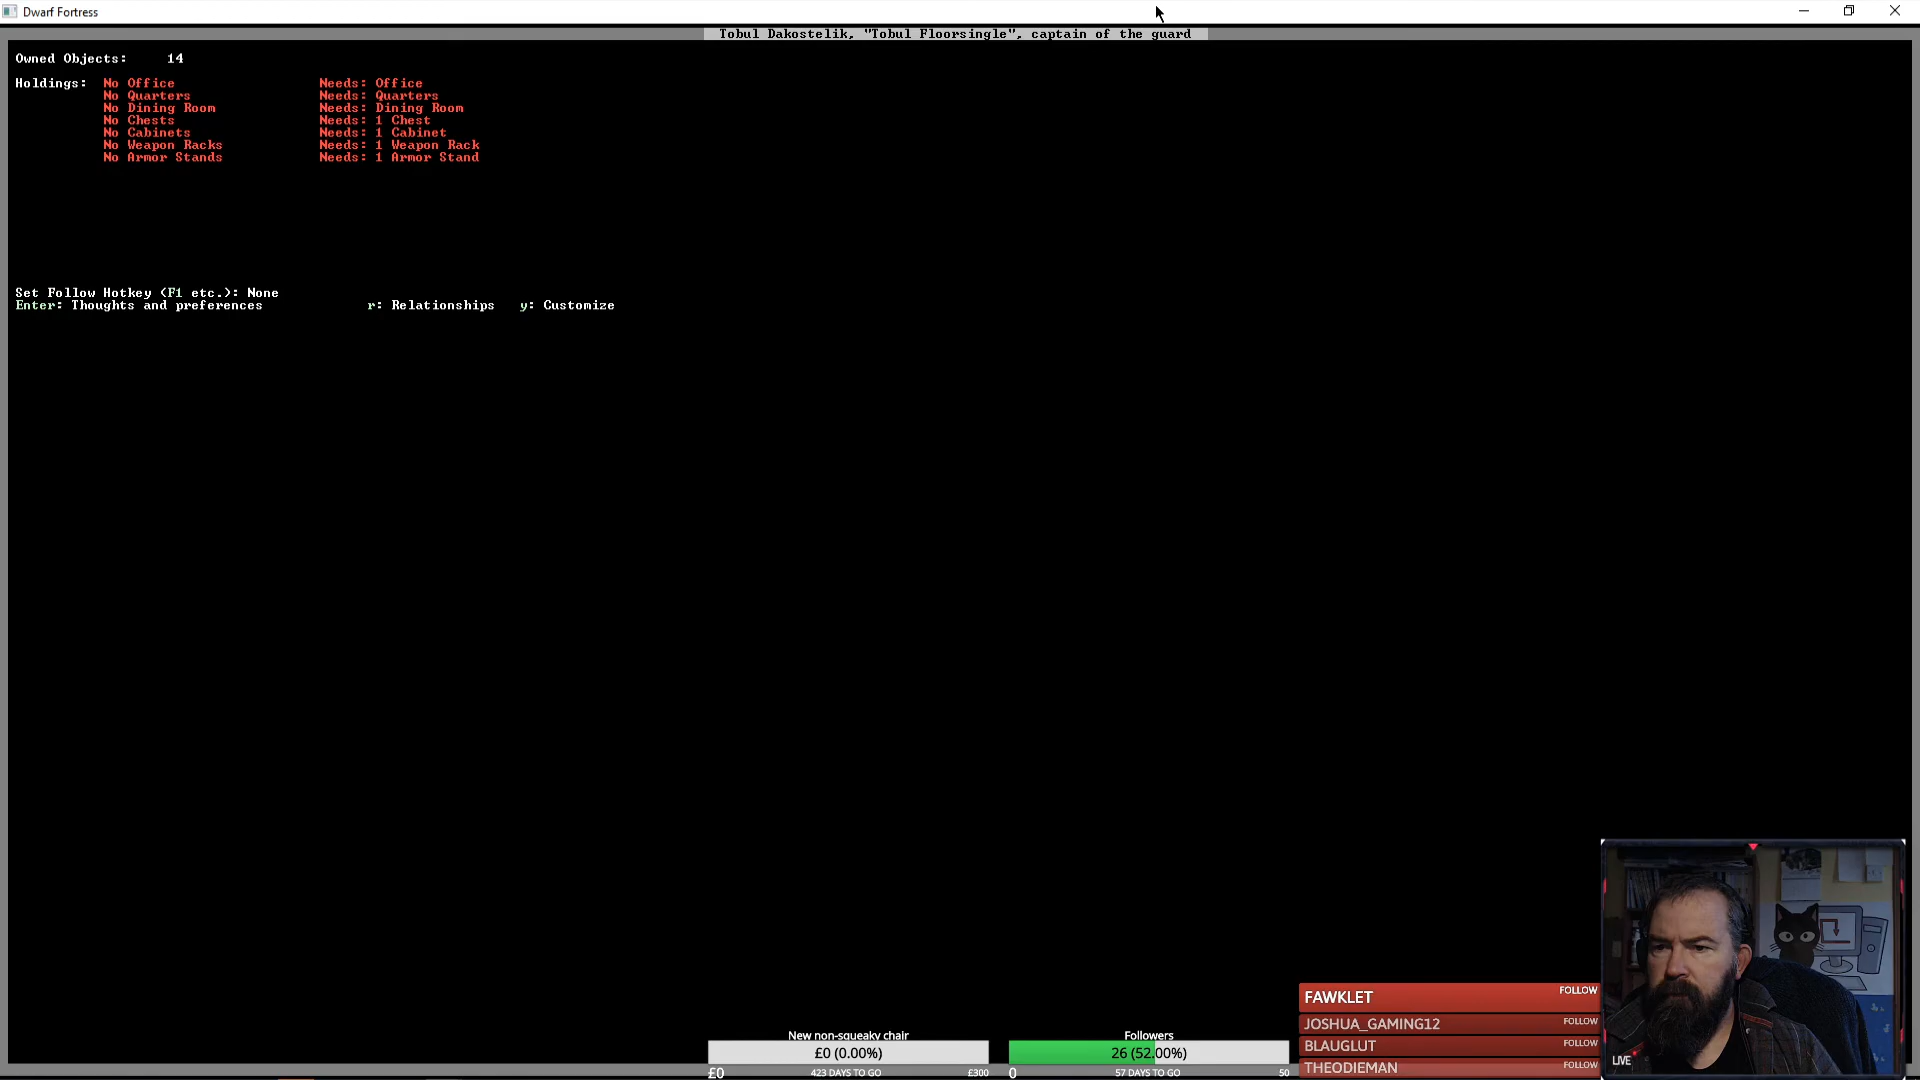 Dwarf Fortress
Tobul Dakostelik, "Tobul Floorsingle", captain of the guard
Owned Objects: 14
Holdings: No Office Needs: Office
No Quarters Needs: Quarters
No Dining Room Needs: Dining Room
No Chests Needs: 1 Chest
No Cabinets Needs: 1 Cabinet
No Weapon Racks Needs: 1 Weapon Rack
No Armor Stands Needs: 1 Armor Stand
Set Follow Hotkey (F1 etc.): None
Enter: Thoughts and preferences r: Relationships y: Customize
New non-squeaky chair
£0 (0.00%)
£0 423 DAYS TO GO £300
Followers
26 (52.00%)
0 57 DAYS TO GO 50
FAWKLET FOLLOW
JOSHUA_GAMING12 FOLLOW
BLAUGLUT FOLLOW
THEODIEMAN FOLLOW
LIVE